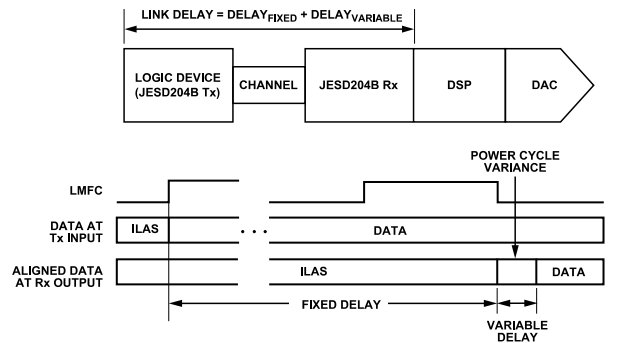 LINK DELAY = DELAYFIXED + DELAYVARIABLE
LOGIC DEVICE
(JESD204B Tx)
CHANNEL
JESD204B Rx
DSP
DAC
POWER CYCLE
VARIANCE
LMFC
DATA AT
Tx INPUT
ILAS
DATA
ALIGNED DATA
AT Rx OUTPUT
ILAS
DATA
FIXED DELAY
VARIABLE
DELAY